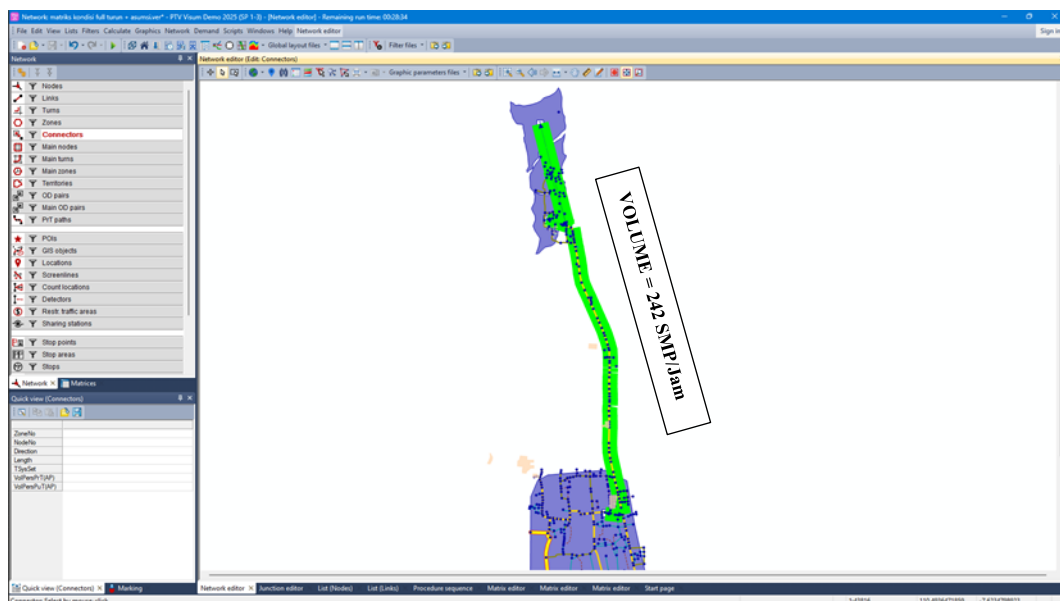 Network: matriks kondisi full turun + asumsi.ver* - PTV Visum Demo 2025 (SP 1-3) - [Network editor] - Remaining run time: 00:28:34
File Edit View Lists Filters Calculate Graphics Network Demand Scripts Windows Help Network editor
Sign in
Global layout files
Filter files
Network
Network editor (Edit: Connectors)
Graphic parameters files
Nodes
Links
Turns
Zones
Connectors
Main nodes
Main turns
Main zones
Territories
OD pairs
Main OD pairs
PrT paths
POIs
GIS objects
Locations
Screenlines
Count locations
Detectors
Restr. traffic areas
Sharing stations
Stop points
Stop areas
Stops
Network
Matrices
Quick view (Connectors)
ZoneNo
NodeNo
Direction
Length
TSysSet
VolPersPrT(AP)
VolPersPuT(AP)
VOLUME = 242 SMP/Jam
Quick view (Connectors)
Marking
Network editor
Junction editor
List (Nodes)
List (Links)
Procedure sequence
Matrix editor
Matrix editor
Matrix editor
Start page